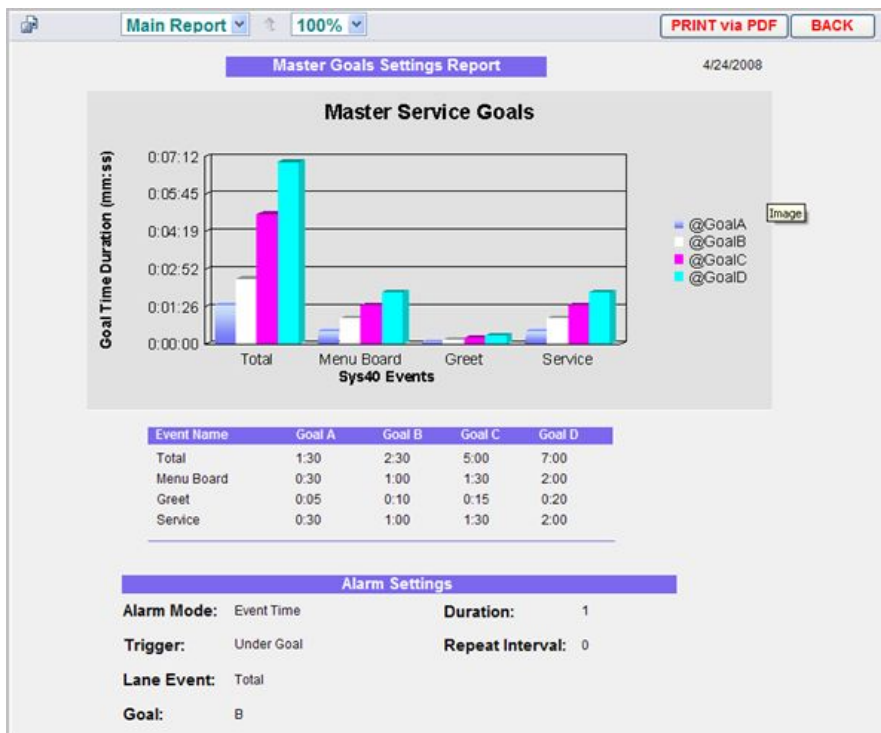 Main Report 100% PRINT via PDF BACK
Master Goals Settings Report 4/24/2008
Master Service Goals
Goal Time Duration (mm:ss)
0:07:12
0:05:45
0:04:19
0:02:52
0:01:26
0:00:00
Total Menu Board Greet Service
Sys40 Events
@GoalA
@GoalB
@GoalC
@GoalD
Image
Event Name Goal A Goal B Goal C Goal D
Total 1:30 2:30 5:00 7:00
Menu Board 0:30 1:00 1:30 2:00
Greet 0:05 0:10 0:15 0:20
Service 0:30 1:00 1:30 2:00
Alarm Settings
Alarm Mode: Event Time Duration: 1
Trigger: Under Goal Repeat Interval: 0
Lane Event: Total
Goal: B